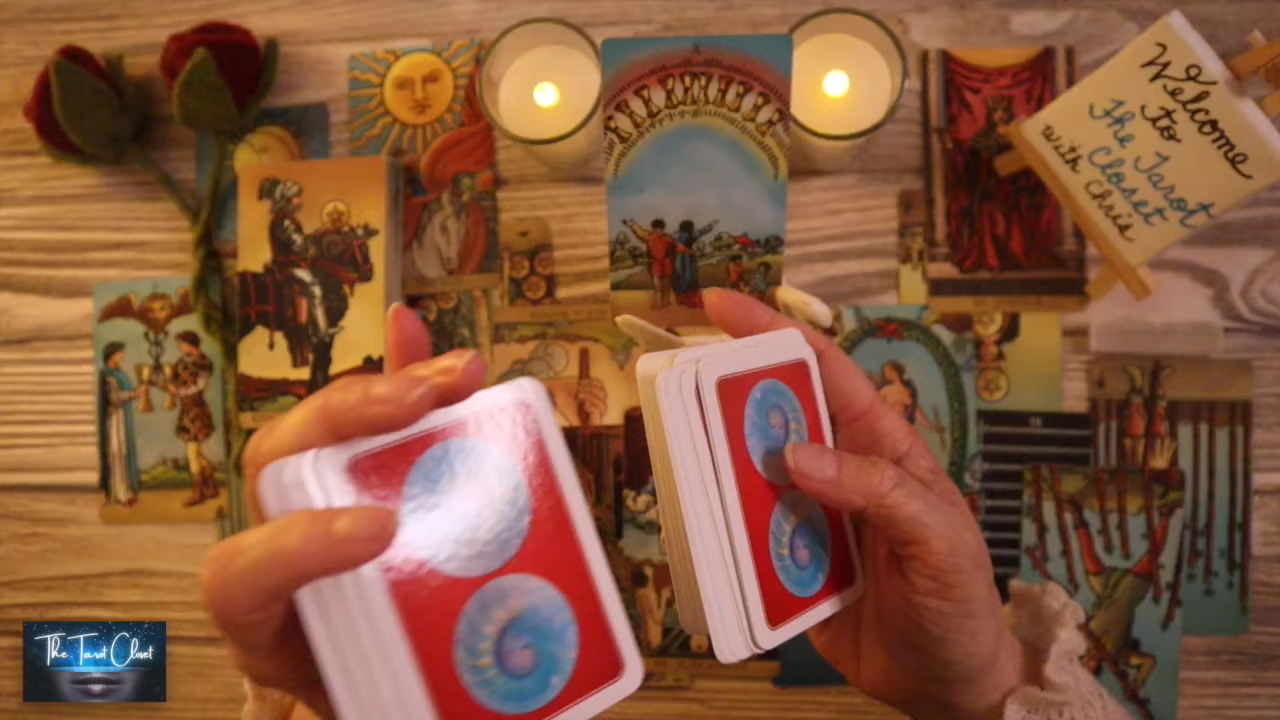 Welcome
to
The Tarot
Closet
with Chris
The Tarot Closet